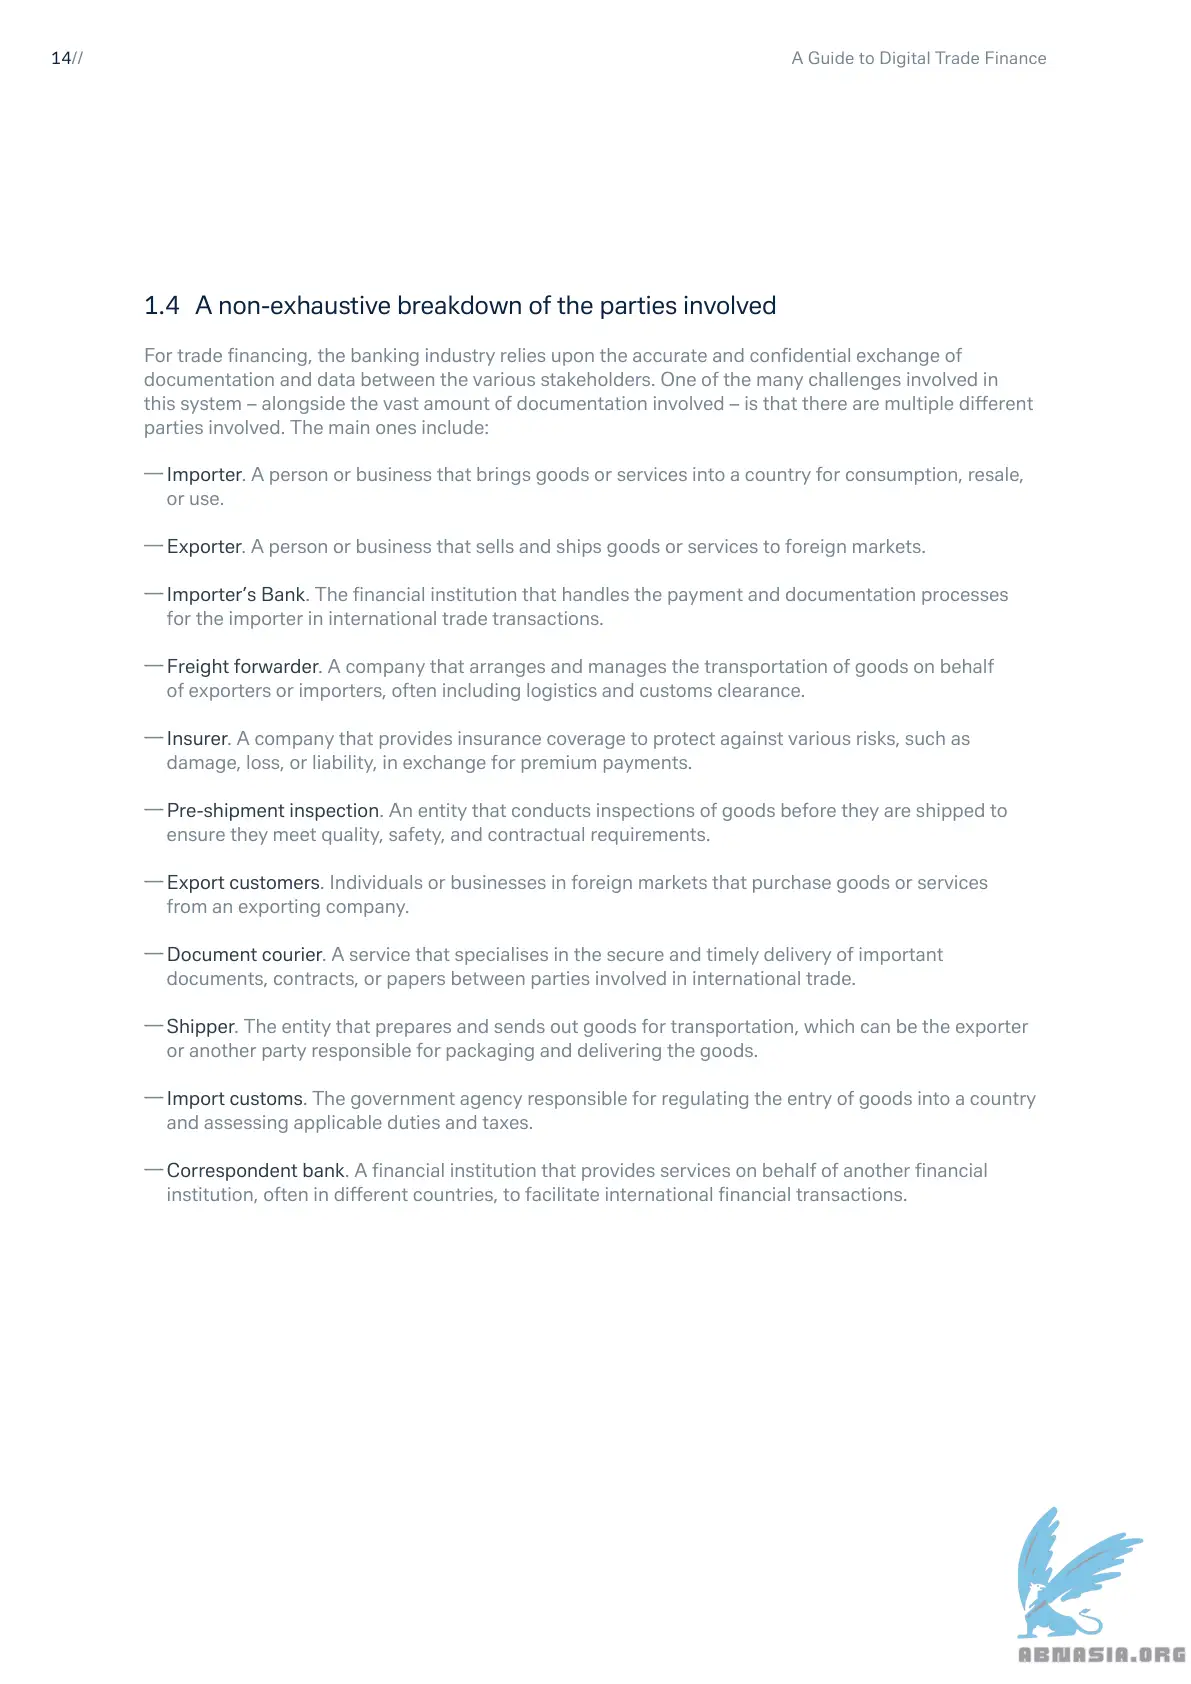 14//
A Guide to Digital Trade Finance
1.4 A non-exhaustive breakdown of the parties involved
For trade financing, the banking industry relies upon the accurate and confidential exchange of
documentation and data between the various stakeholders. One of the many challenges involved in
this system – alongside the vast amount of documentation involved – is that there are multiple different
parties involved. The main ones include:
— Importer. A person or business that brings goods or services into a country for consumption, resale,
or use.
— Exporter. A person or business that sells and ships goods or services to foreign markets.
— Importer’s Bank. The financial institution that handles the payment and documentation processes
for the importer in international trade transactions.
— Freight forwarder. A company that arranges and manages the transportation of goods on behalf
of exporters or importers, often including logistics and customs clearance.
— Insurer. A company that provides insurance coverage to protect against various risks, such as
damage, loss, or liability, in exchange for premium payments.
— Pre-shipment inspection. An entity that conducts inspections of goods before they are shipped to
ensure they meet quality, safety, and contractual requirements.
— Export customers. Individuals or businesses in foreign markets that purchase goods or services
from an exporting company.
— Document courier. A service that specialises in the secure and timely delivery of important
documents, contracts, or papers between parties involved in international trade.
— Shipper. The entity that prepares and sends out goods for transportation, which can be the exporter
or another party responsible for packaging and delivering the goods.
— Import customs. The government agency responsible for regulating the entry of goods into a country
and assessing applicable duties and taxes.
— Correspondent bank. A financial institution that provides services on behalf of another financial
institution, often in different countries, to facilitate international financial transactions.
ABNASIA.ORG